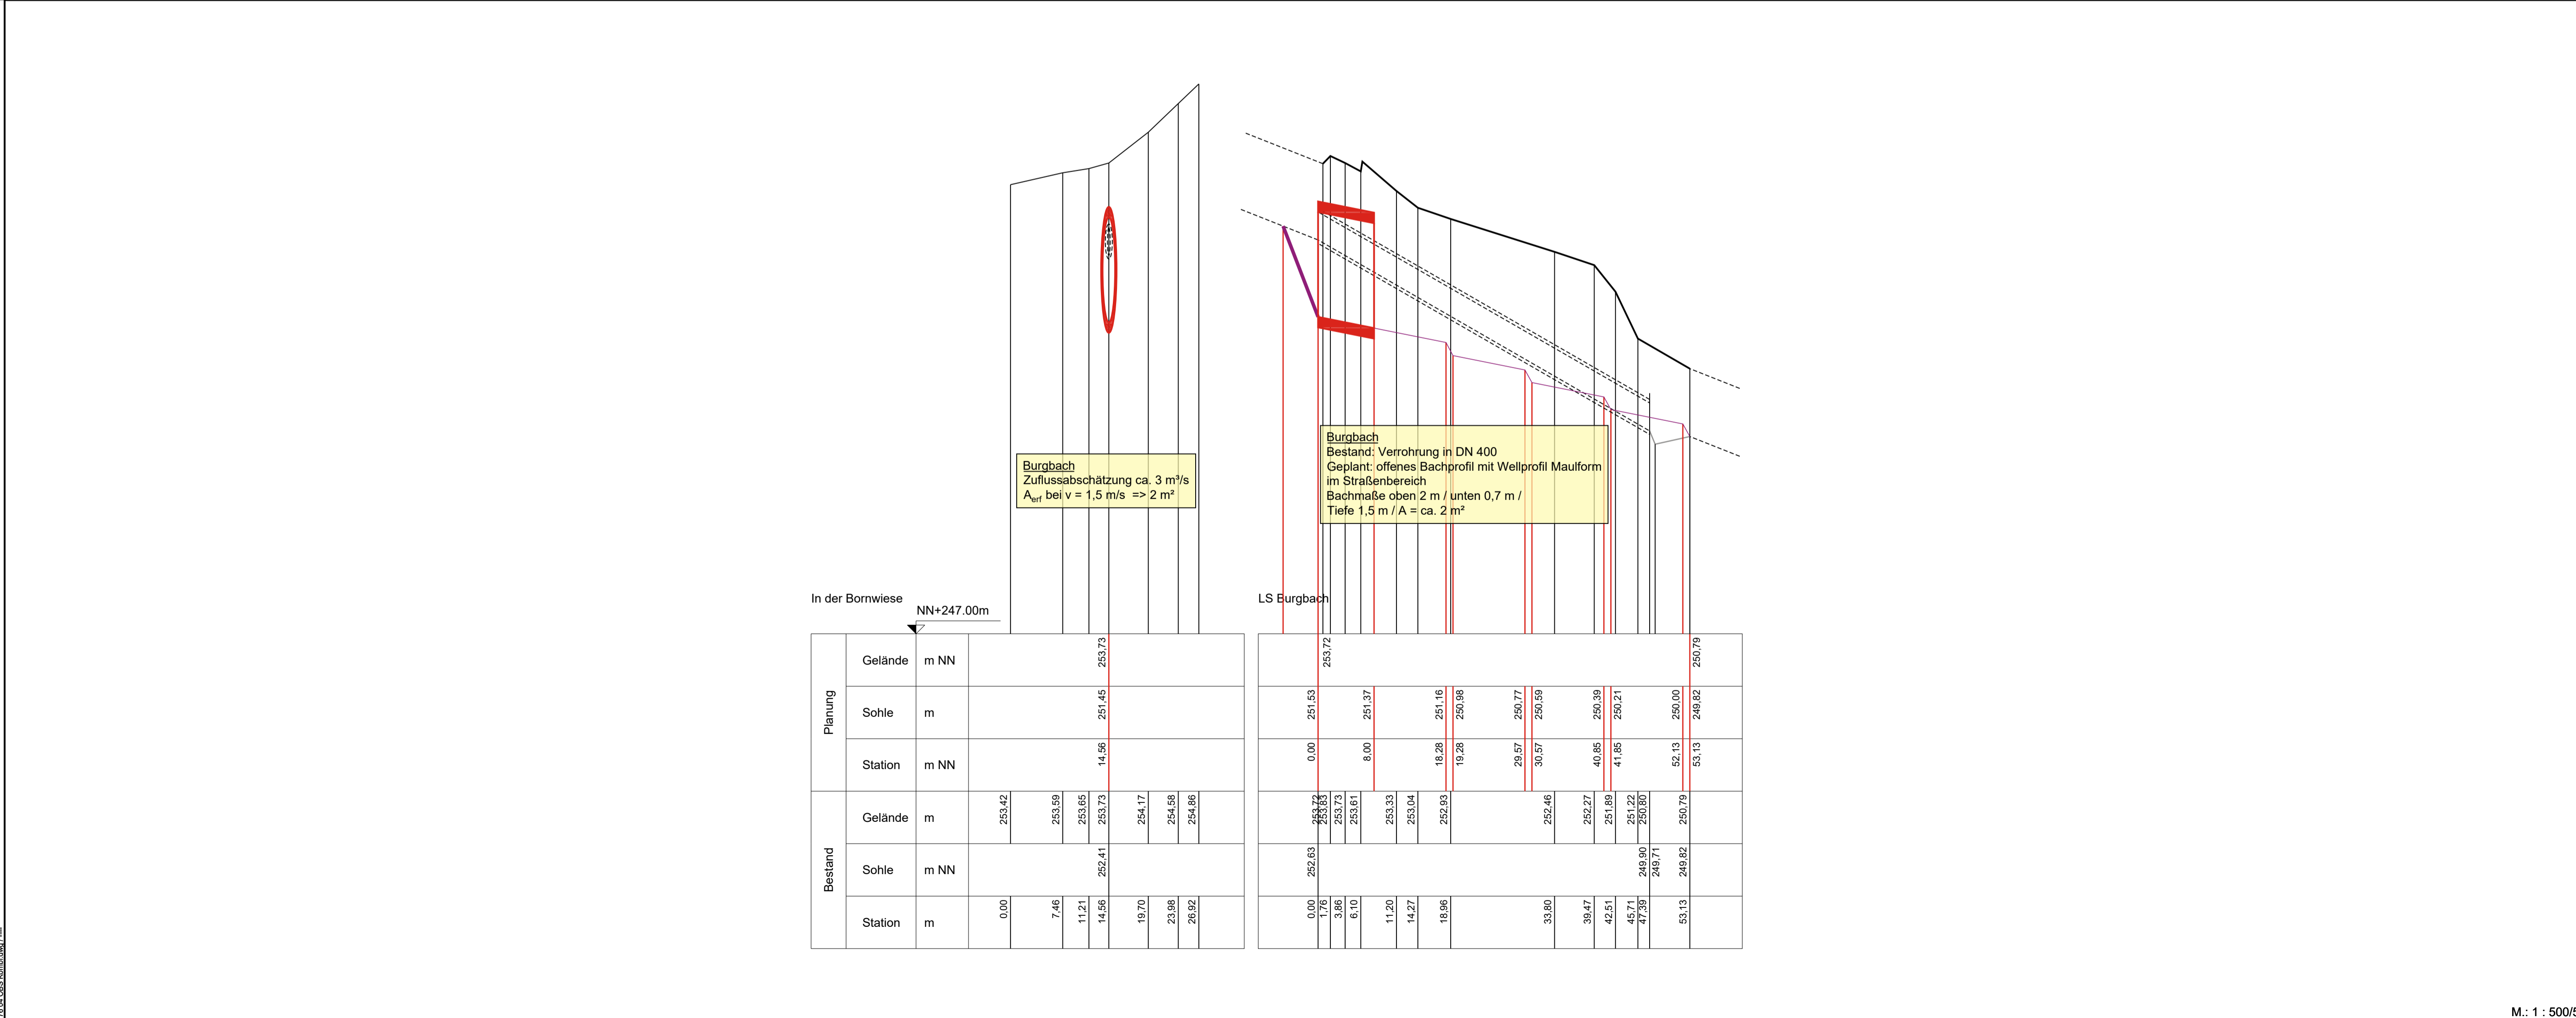 Burgbach
Zuflussabschätzung ca. 3 m³/s
Aerf bei v = 1,5 m/s => 2 m²
Burgbach
Bestand: Verrohrung in DN 400
Geplant: offenes Bachprofil mit Wellprofil Maulform
im Straßenbereich
Bachmaße oben 2 m / unten 0,7 m /
Tiefe 1,5 m / A = ca. 2 m²
In der Bornwiese
NN+247.00m
LS Burgbach
Planung
Gelände m NN 253,73 253,72 250,79
Sohle m 251,45 251,53 251,37 251,16 250,98 250,77 250,59 250,39 250,21 250,00 249,82
Station m NN 14,56 0,00 8,00 18,28 19,28 29,57 30,57 40,85 41,85 52,13 53,13
Bestand
Gelände m 253,42 253,59 253,65 253,73 254,17 254,58 254,86 253,72 253,83 253,73 253,61 253,33 253,04 252,93 252,46 252,27 251,89 251,22 250,80 250,79
Sohle m NN 252,41 252,63 249,90 249,71 249,82
Station m 0,00 7,46 11,21 14,56 19,70 23,98 26,92 0,00 1,76 3,86 6,10 11,20 14,27 18,96 33,80 39,47 42,51 45,71 47,39 53,13
M.: 1 : 500/5